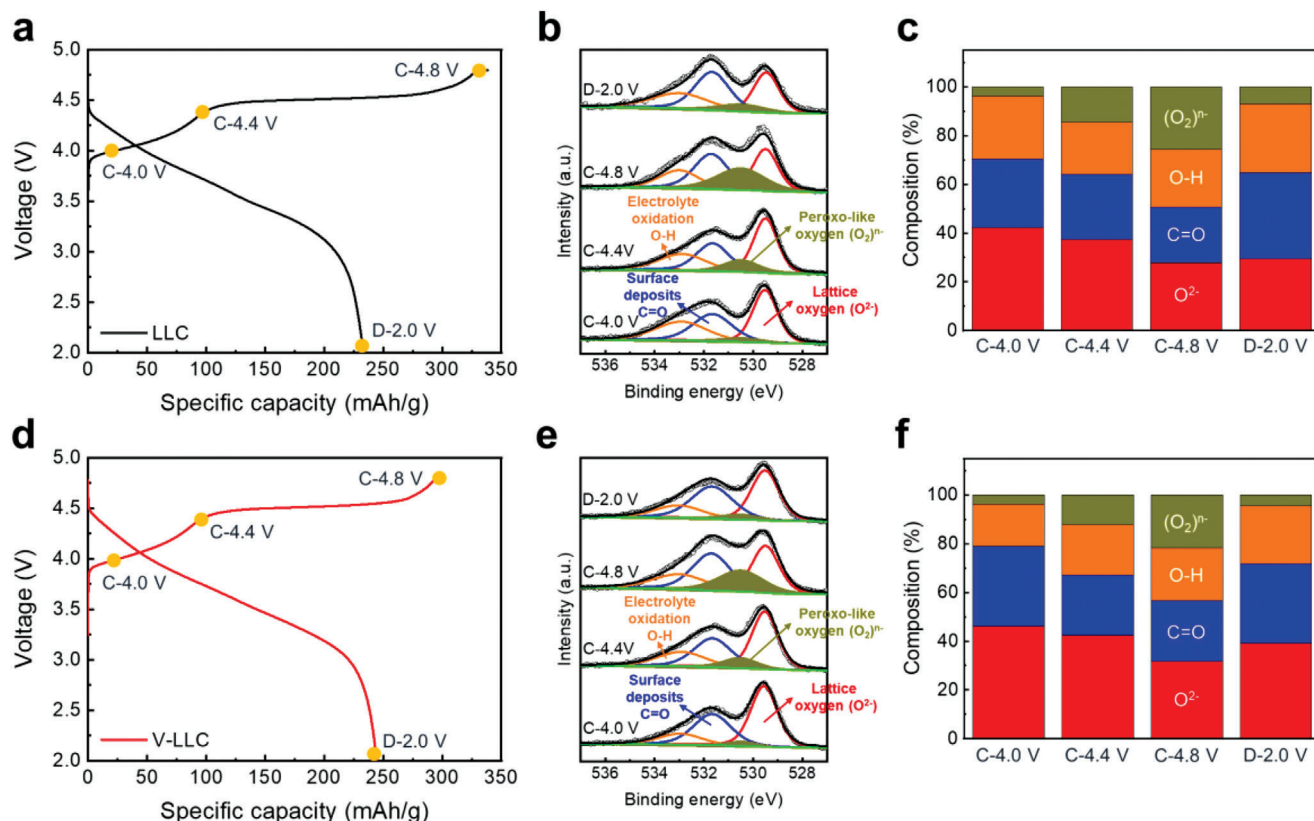 a
5.0
4.5
4.0
3.5
3.0
2.5
2.0
Voltage (V)
C-4.8 V
C-4.4 V
C-4.0 V
D-2.0 V
LLC
0 50 100 150 200 250 300 350
Specific capacity (mAh/g)
b
Intensity (a.u.)
D-2.0 V
C-4.8 V
Electrolyte
oxidation
O-H
Peroxo-like
oxygen (O₂)ⁿ⁻
C-4.4V
Surface
deposits
C=O
Lattice
oxygen (O²⁻)
C-4.0 V
536 534 532 530 528
Binding energy (eV)
c
100
80
60
40
20
0
Composition (%)
(O₂)ⁿ⁻
O-H
C=O
O²⁻
C-4.0 V C-4.4 V C-4.8 V D-2.0 V
d
5.0
4.5
4.0
3.5
3.0
2.5
2.0
Voltage (V)
C-4.8 V
C-4.4 V
C-4.0 V
D-2.0 V
V-LLC
0 50 100 150 200 250 300 350
Specific capacity (mAh/g)
e
Intensity (a.u.)
D-2.0 V
C-4.8 V
Electrolyte
oxidation
O-H
Peroxo-like
oxygen (O₂)ⁿ⁻
C-4.4V
Surface
deposits
C=O
Lattice
oxygen (O²⁻)
C-4.0 V
536 534 532 530 528
Binding energy (eV)
f
100
80
60
40
20
0
Composition (%)
(O₂)ⁿ⁻
O-H
C=O
O²⁻
C-4.0 V C-4.4 V C-4.8 V D-2.0 V